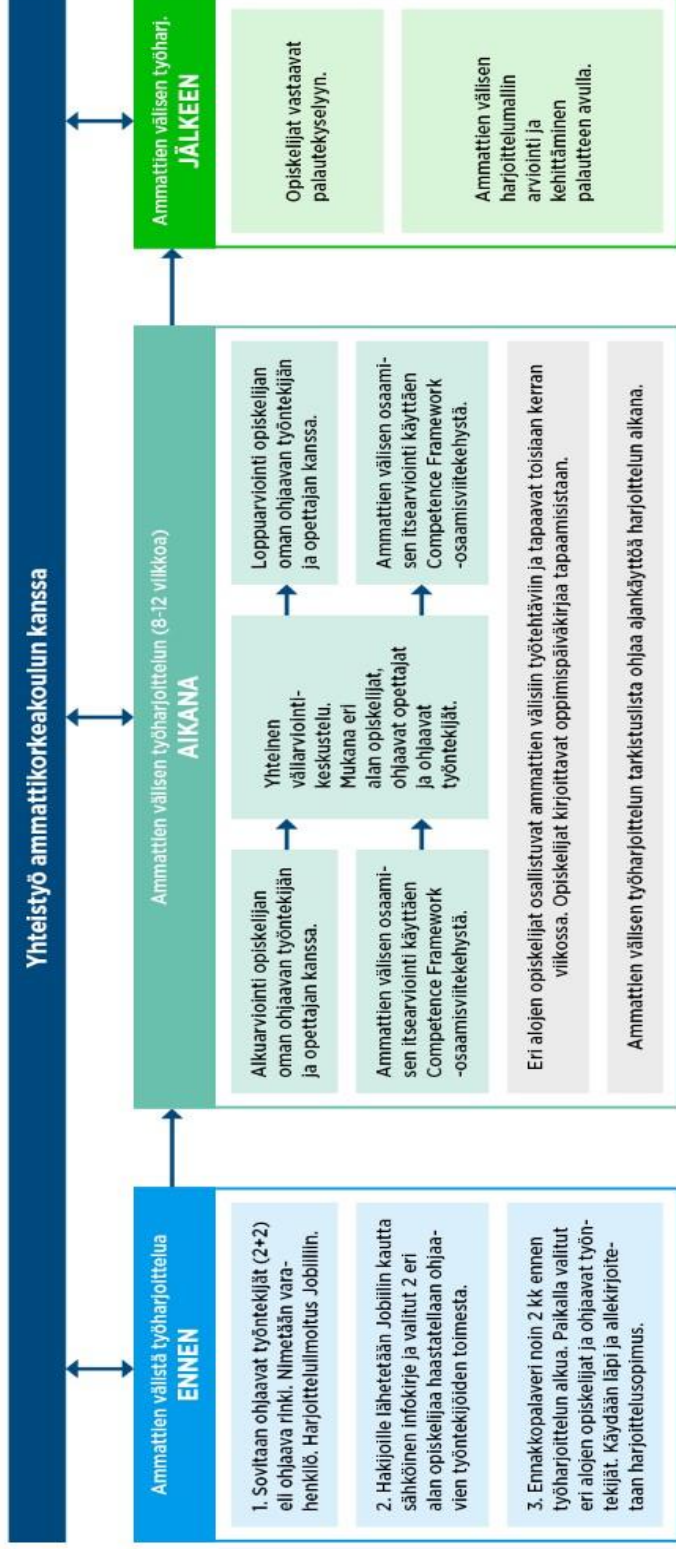 Yhteistyö ammattikorkeakoulun kanssa
Ammattien välistä työharjoittelua
ENNEN
1. Sovitaan ohjaavat työntekijät (2+2)
eli ohjaava rinki. Nimetään vara-
henkilö. Harjoitteluilmoitus Jobiiliin.
2. Hakijoille lähetetään Jobiilin kautta
sähköinen infokirje ja valitut 2 eri
alan opiskelijaa haastatellaan ohjaa-
vien työntekijöiden toimesta.
3. Ennakkopalaveri noin 2 kk ennen
työharjoittelun alkua. Paikalla valitut
eri alojen opiskelijat ja ohjaavat työn-
tekijät. Käydään läpi ja allekirjoite-
taan harjoittelusopimus.
Ammattien välisen työharjoittelun (8-12 viikkoa)
AIKANA
Alkuarviointi opiskelijan
oman ohjaavan työntekijän
ja opettajan kanssa.
Ammattien välisen osaami-
sen itsearviointi käyttäen
Competence Framework
-osaamisviitekehystä.
Yhteinen
väliarviointi-
keskustelu.
Mukana eri
alan opiskelijat,
ohjaavat opettajat
ja ohjaavat
työntekijät.
Loppuarviointi opiskelijan
oman ohjaavan työntekijän
ja opettajan kanssa.
Ammattien välisen osaami-
sen itsearviointi käyttäen
Competence Framework
-osaamisviitekehystä.
Eri alojen opiskelijat osallistuvat ammattien välisiin työtehtäviin ja tapaavat toisiaan kerran
viikossa. Opiskelijat kirjoittavat oppimispäiväkirjaa tapaamisistaan.
Ammattien välisen työharjoittelun tarkistuslista ohjaa ajankäyttöä harjoittelun aikana.
Ammattien välisen työharj.
JÄLKEEN
Opiskelijat vastaavat
palautekyselyyn.
Ammattien välisen
harjoittelumallin
arviointi ja
kehittäminen
palautteen avulla.